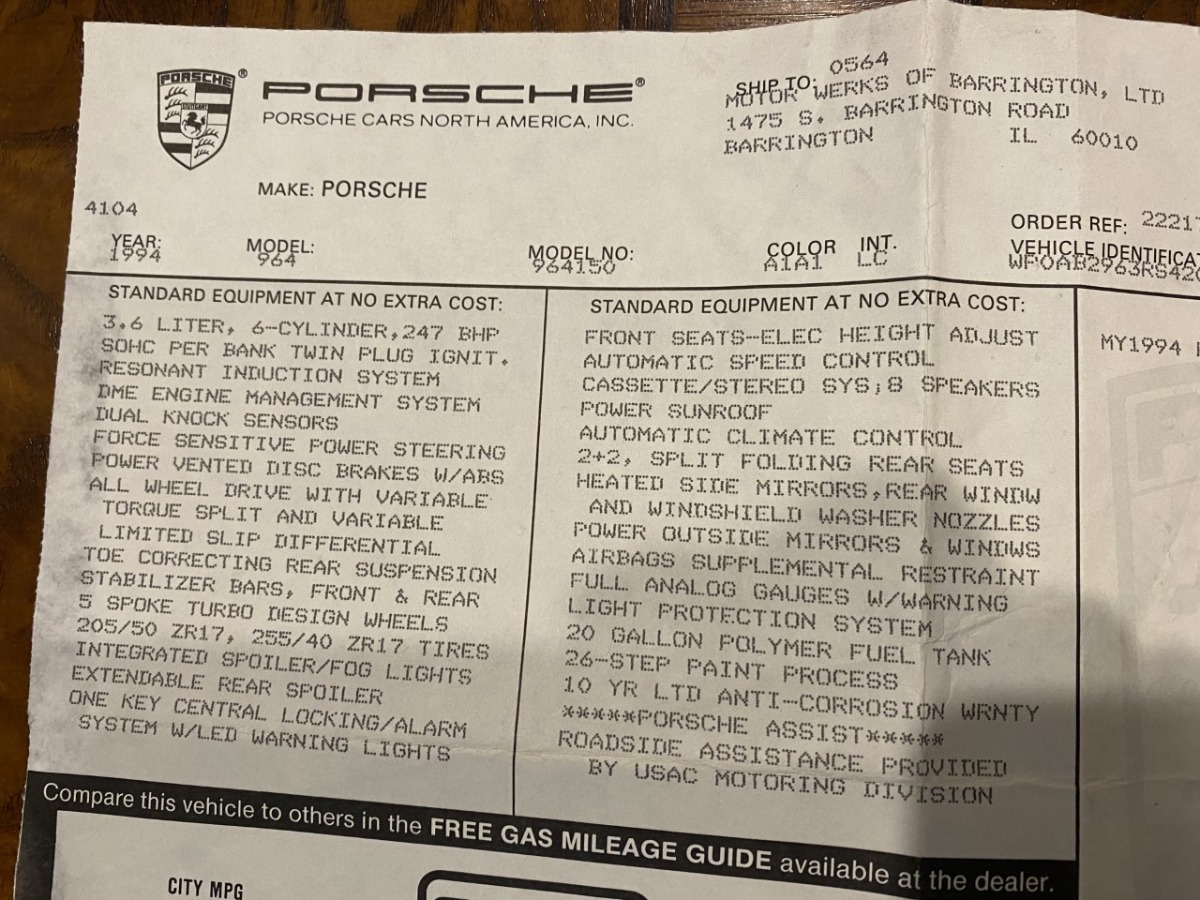 PORSCHE®
STUTTGART
PORSCHE®
PORSCHE CARS NORTH AMERICA, INC.
SHIP TO: 0564
MOTOR WERKS OF BARRINGTON, LTD
1475 S. BARRINGTON ROAD
BARRINGTON IL 60010
MAKE: PORSCHE
4104
ORDER REF: 2221
YEAR: MODEL: MODEL NO: COLOR INT. VEHICLE IDENTIFICA
1994 964 964150 A1A1 LC WP0AB2963RS420
STANDARD EQUIPMENT AT NO EXTRA COST:
3.6 LITER, 6-CYLINDER,247 BHP
SOHC PER BANK TWIN PLUG IGNIT.
RESONANT INDUCTION SYSTEM
DME ENGINE MANAGEMENT SYSTEM
DUAL KNOCK SENSORS
FORCE SENSITIVE POWER STEERING
POWER VENTED DISC BRAKES W/ABS
ALL WHEEL DRIVE WITH VARIABLE
TORQUE SPLIT AND VARIABLE
LIMITED SLIP DIFFERENTIAL
TOE CORRECTING REAR SUSPENSION
STABILIZER BARS, FRONT & REAR
5 SPOKE TURBO DESIGN WHEELS
205/50 ZR17, 255/40 ZR17 TIRES
INTEGRATED SPOILER/FOG LIGHTS
EXTENDABLE REAR SPOILER
ONE KEY CENTRAL LOCKING/ALARM
SYSTEM W/LED WARNING LIGHTS
STANDARD EQUIPMENT AT NO EXTRA COST:
FRONT SEATS-ELEC HEIGHT ADJUST
AUTOMATIC SPEED CONTROL
CASSETTE/STEREO SYS;8 SPEAKERS
POWER SUNROOF
AUTOMATIC CLIMATE CONTROL
2+2, SPLIT FOLDING REAR SEATS
HEATED SIDE MIRRORS,REAR WINDW
AND WINDSHIELD WASHER NOZZLES
POWER OUTSIDE MIRRORS & WINDWS
AIRBAGS SUPPLEMENTAL RESTRAINT
FULL ANALOG GAUGES W/WARNING
LIGHT PROTECTION SYSTEM
20 GALLON POLYMER FUEL TANK
26-STEP PAINT PROCESS
10 YR LTD ANTI-CORROSION WRNTY
*****PORSCHE ASSIST*****
ROADSIDE ASSISTANCE PROVIDED
BY USAC MOTORING DIVISION
MY1994
Compare this vehicle to others in the FREE GAS MILEAGE GUIDE available at the dealer.
CITY MPG